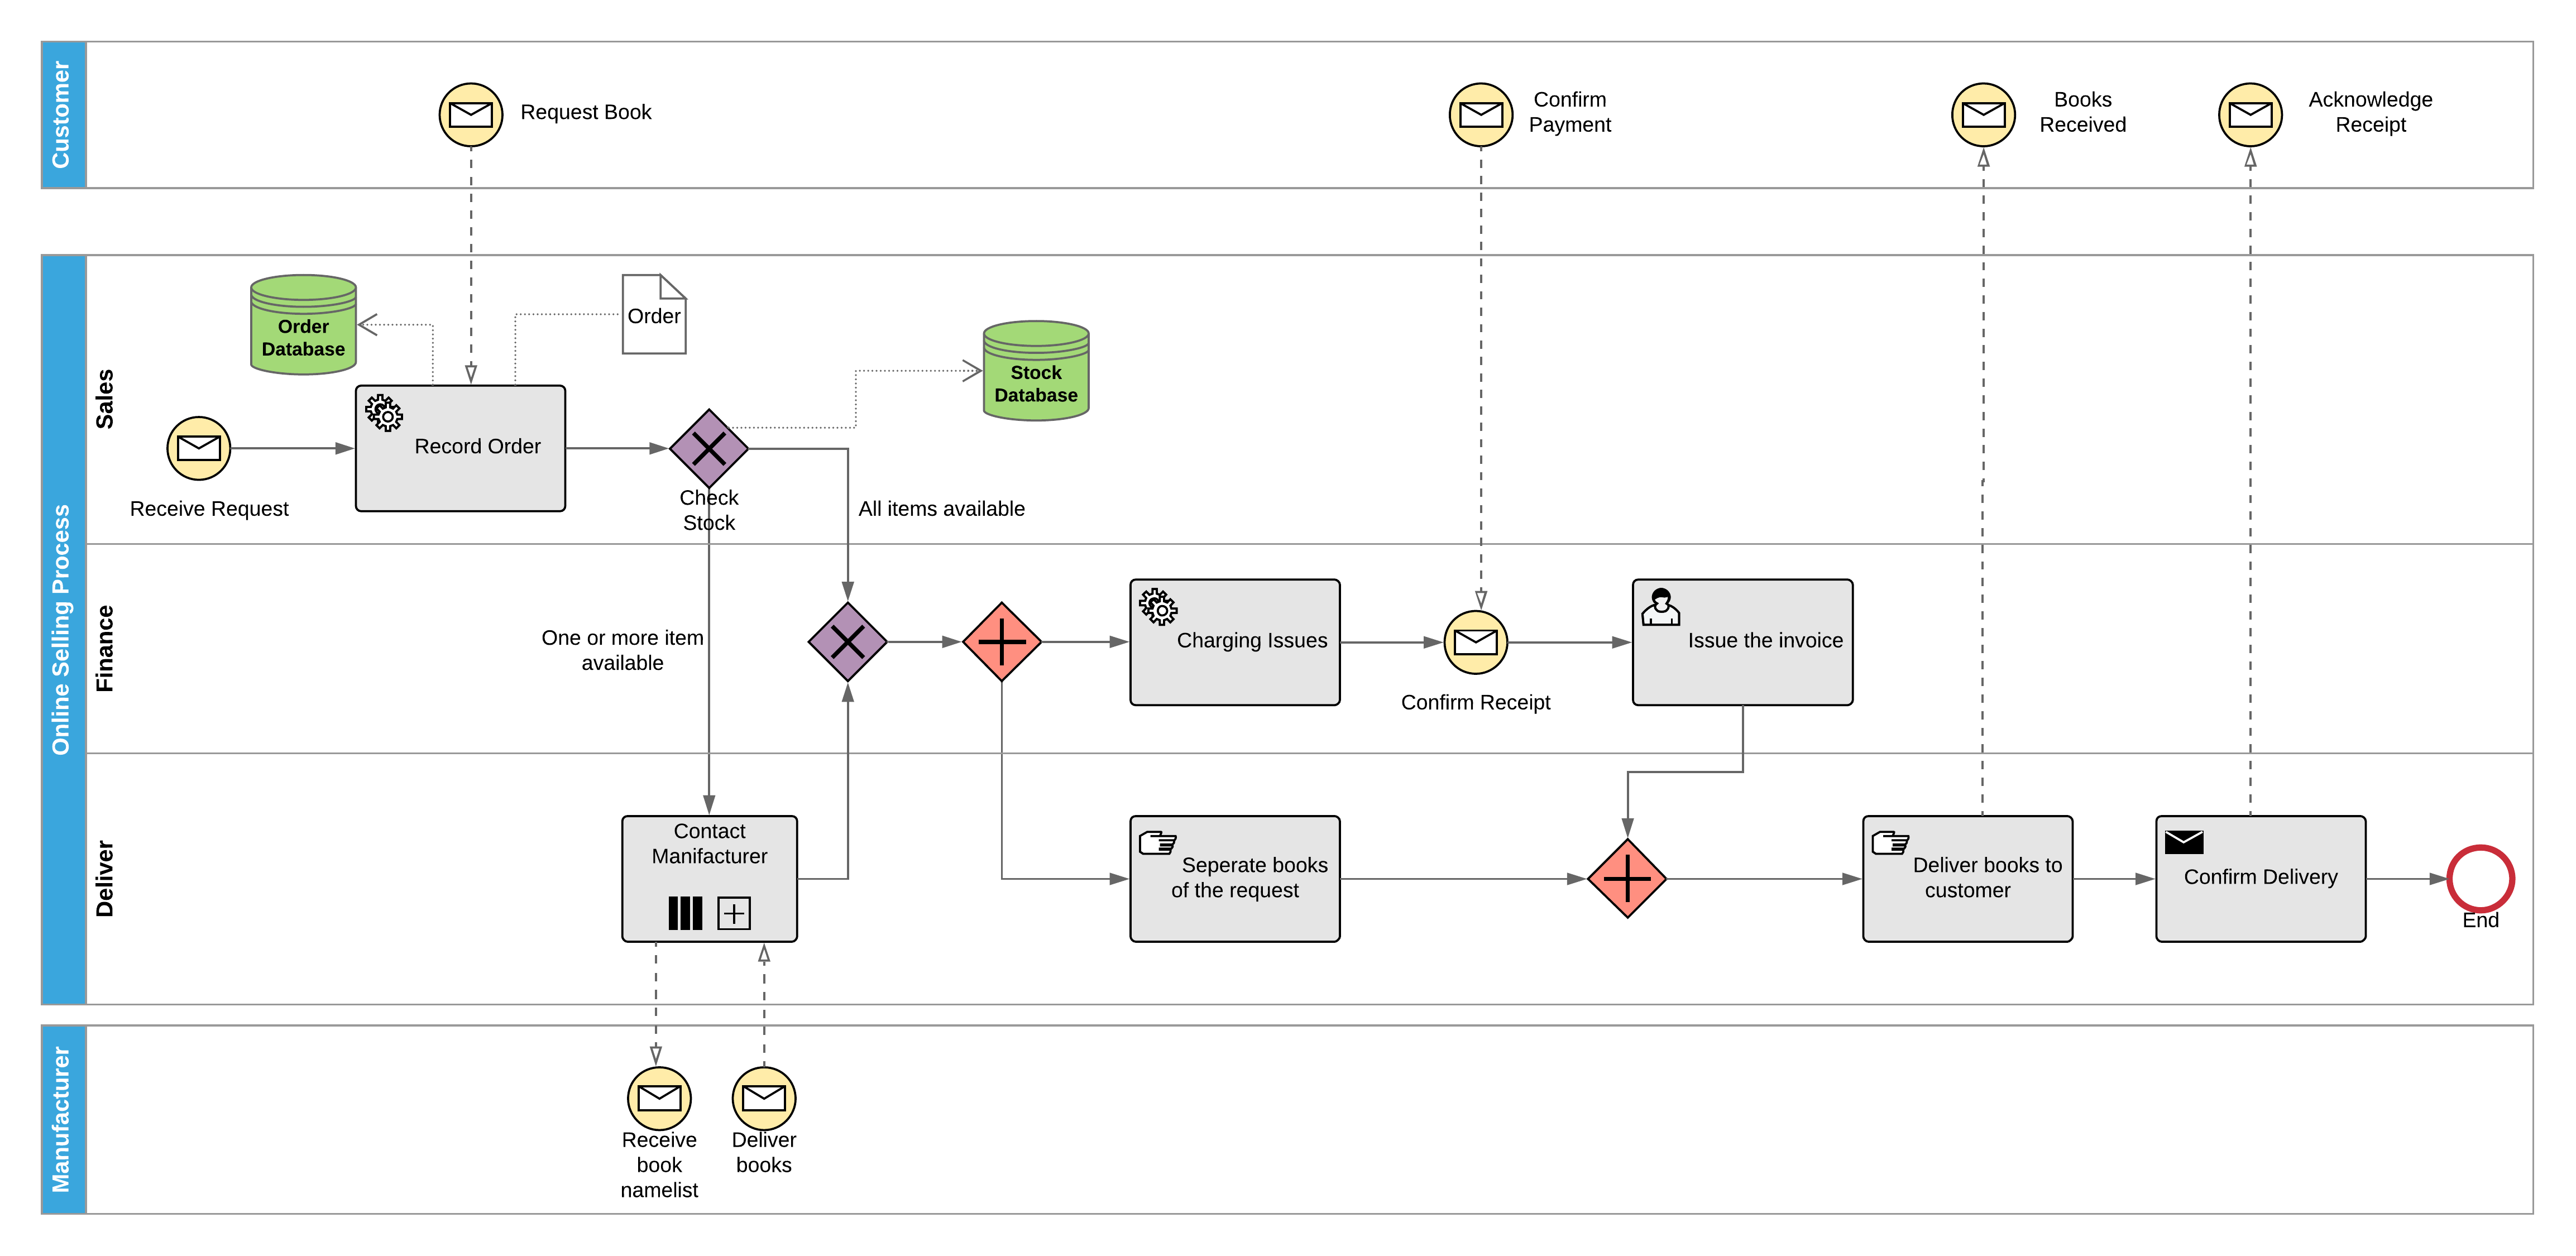 Customer
Request Book
Confirm
Payment
Books
Received
Acknowledge
Receipt
Online Selling Process
Sales
Order
Database
Order
Stock
Database
Record Order
Receive Request
Check
Stock
All items available
Finance
One or more item
available
Charging Issues
Confirm Receipt
Issue the invoice
Deliver
Contact
Manifacturer
Seperate books
of the request
Deliver books to
customer
Confirm Delivery
End
Manufacturer
Receive
book
namelist
Deliver
books